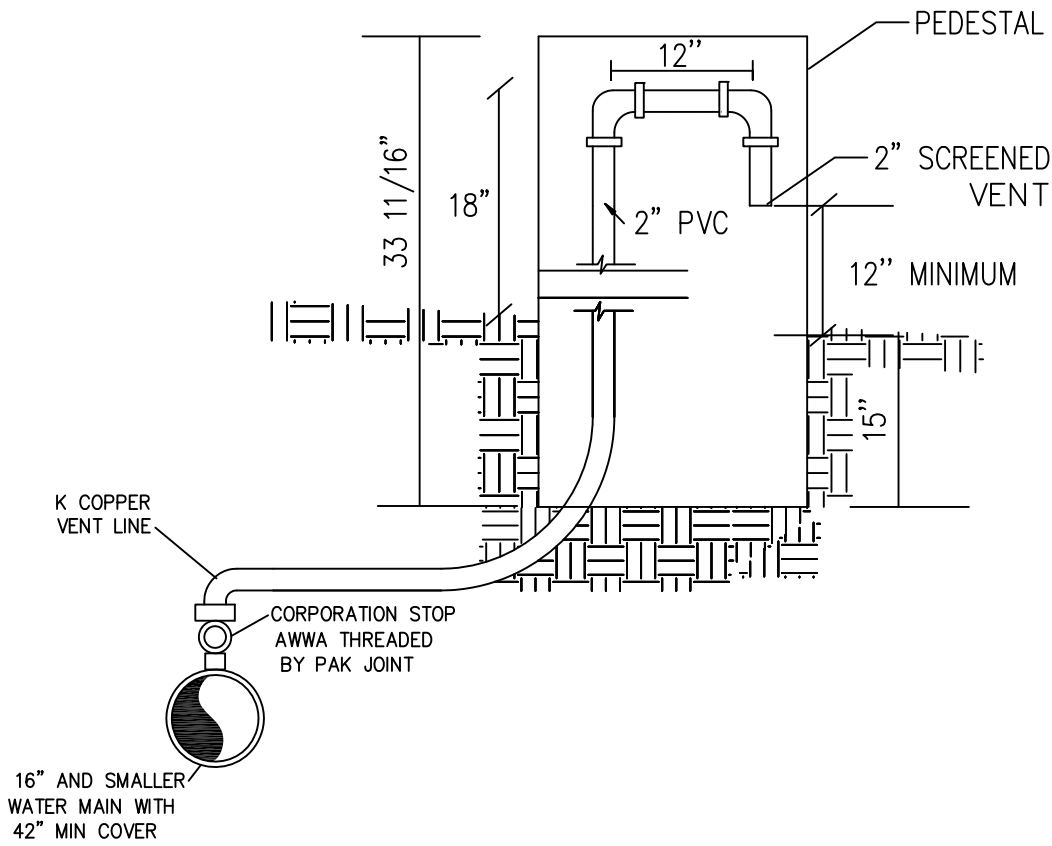 PEDESTAL
12"
33 11/16"
18"
2" SCREENED
VENT
2" PVC
12" MINIMUM
15"
K COPPER
VENT LINE
CORPORATION STOP
AWWA THREADED
BY PAK JOINT
16" AND SMALLER
WATER MAIN WITH
42" MIN COVER